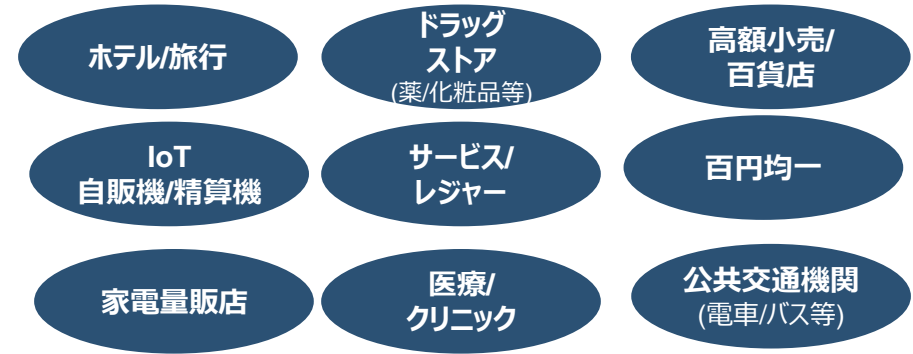 ホテル/旅行
ドラッグ
ストア
(薬/化粧品等)
高額小売/
百貨店
IoT
自販機/精算機
サービス/
レジャー
百円均一
家電量販店
医療/
クリニック
公共交通機関
(電車/バス等)